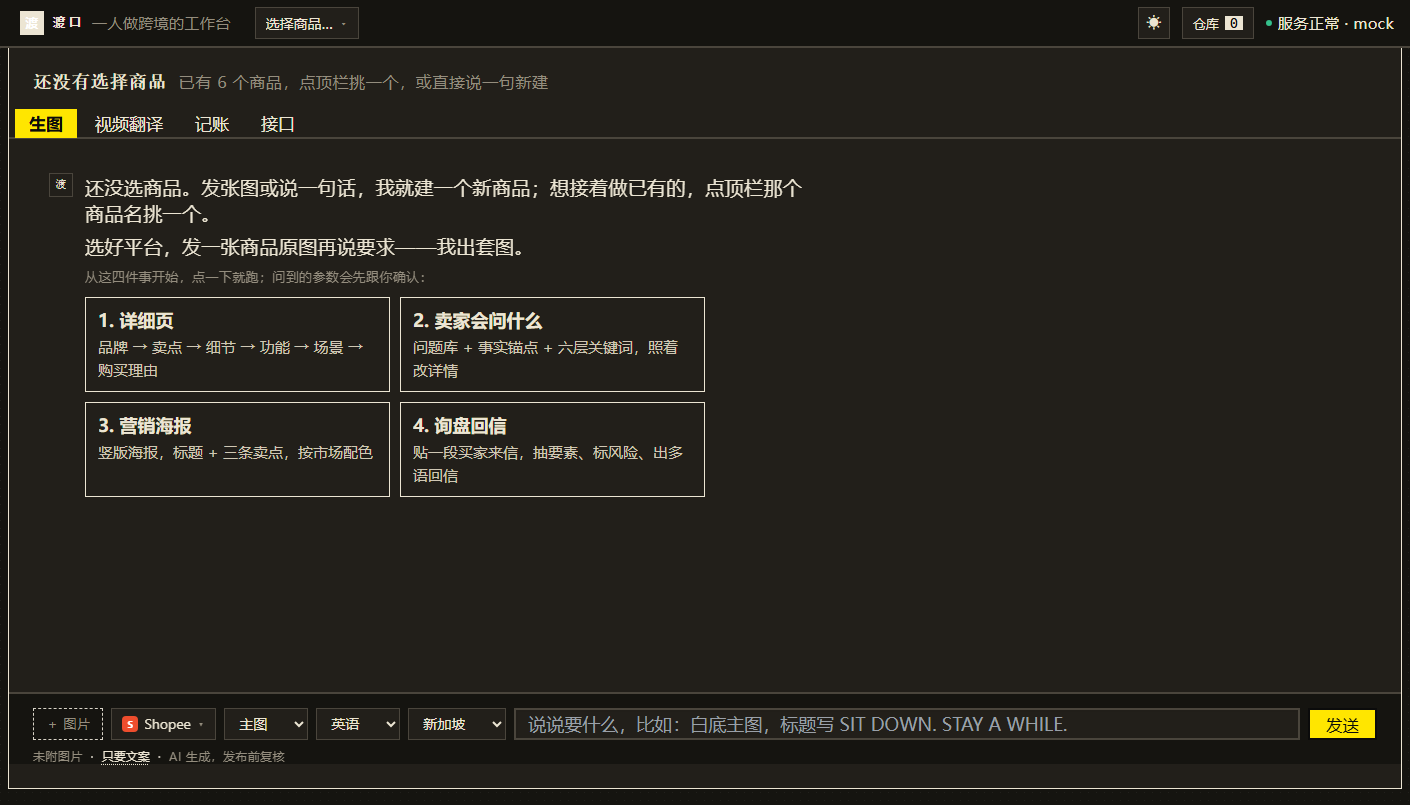 渡 渡口 一人做跨境的工作台 选择商品... 仓库 0 服务正常 · mock
还没有选择商品 已有 6 个商品，点顶栏挑一个，或直接说一句新建
生图 视频翻译 记账 接口
渡
还没选商品。发张图或说一句话，我就建一个新商品；想接着做已有的，点顶栏那个
商品名挑一个。
选好平台，发一张商品原图再说要求——我出套图。
从这四件事开始，点一下就跑；问到的参数会先跟你确认：
1. 详细页
品牌 → 卖点 → 细节 → 功能 → 场景 →
购买理由
2. 卖家会问什么
问题库 + 事实锚点 + 六层关键词，照着
改详情
3. 营销海报
竖版海报，标题 + 三条卖点，按市场配色
4. 询盘回信
贴一段买家来信，抽要素、标风险、出多
语回信
+ 图片 S Shopee 主图 英语 新加坡 说说要什么，比如：白底主图，标题写 SIT DOWN. STAY A WHILE. 发送
未附图片 · 只要文案 · AI 生成，发布前复核